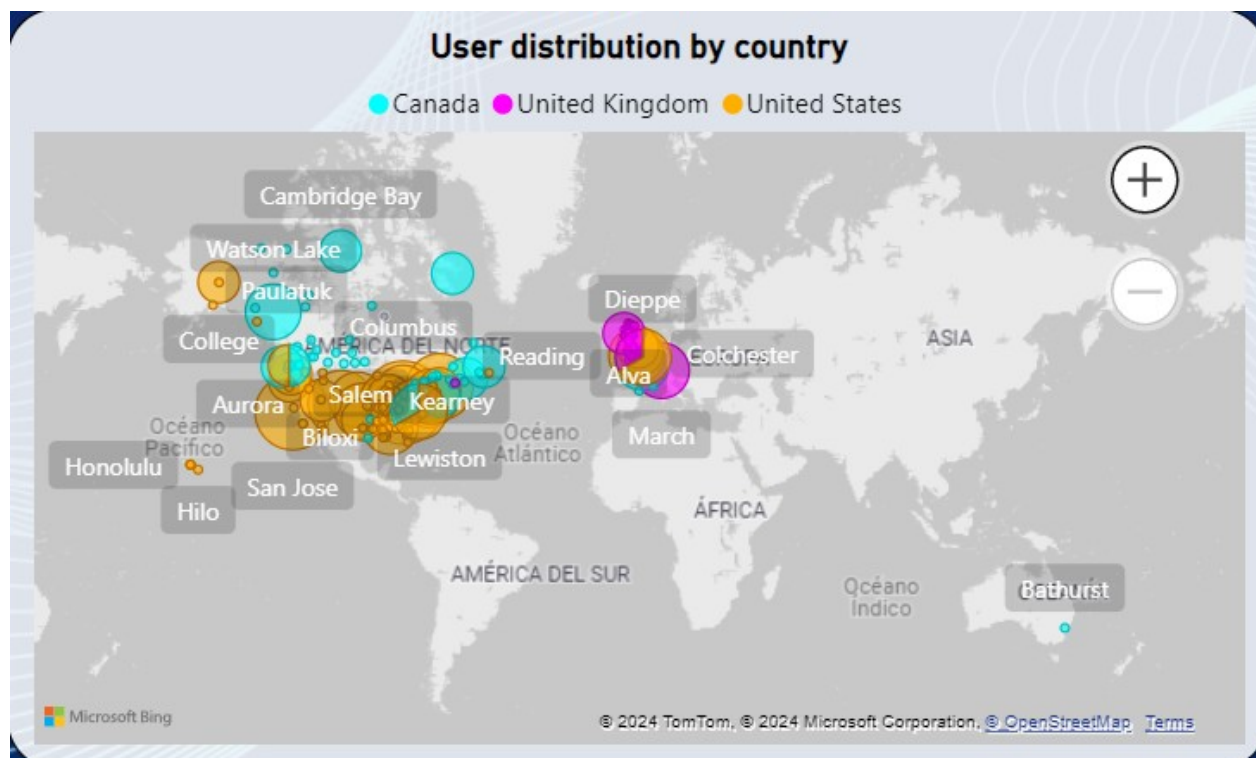 User distribution by country
Canada United Kingdom United States
Cambridge Bay
Watson Lake
Paulatuk
Dieppe
College
Columbus
AMÉRICA DEL NORTE
ASIA
Reading
Colchester
Alva
Aurora
Salem
Kearney
Océano
Pacífico
Biloxi
Océano
Atlántico
March
Honolulu
Lewiston
San Jose
Hilo
ÁFRICA
AMÉRICA DEL SUR
Océano
Índico
Bathurst
Microsoft Bing
© 2024 TomTom, © 2024 Microsoft Corporation, © OpenStreetMap Terms